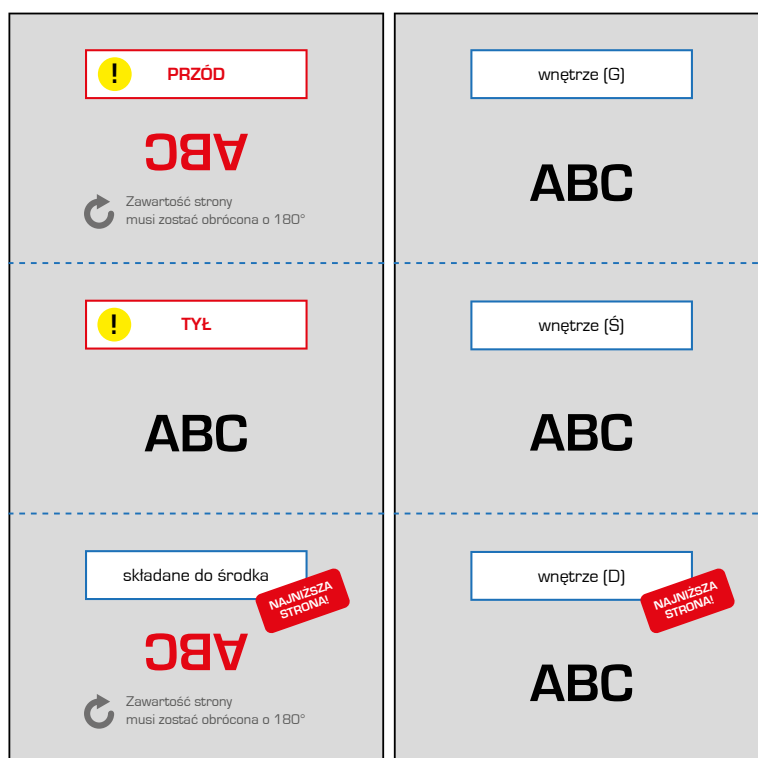 ! PRZÓD
ABC
Zawartość strony
musi zostać obrócona o 180°
! TYŁ
ABC
składane do środka
NAJNIŻSZA
STRONA!
ABC
Zawartość strony
musi zostać obrócona o 180°
wnętrze (G)
ABC
wnętrze (Ś)
ABC
wnętrze (D)
NAJNIŻSZA
STRONA!
ABC